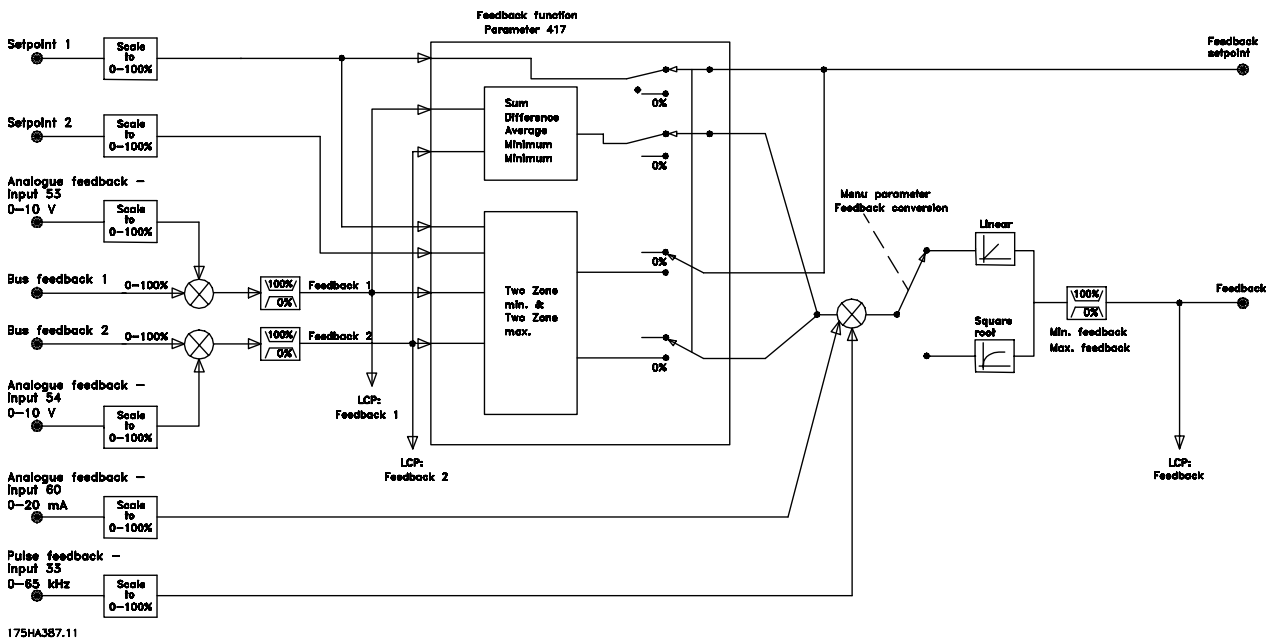 Feedback function
Parameter 417
Setpoint 1
Scale
to
0-100%
Feedback
setpoint
0%
Setpoint 2
Scale
to
0-100%
Sum
Difference
Average
Minimum
Minimum
0%
Analogue feedback -
input 53
0-10 V
Scale
to
0-100%
Menu parameter
Feedback conversion
Linear
0%
Bus feedback 1
0-100%
100%
0%
Feedback 1
Two Zone
min. &
Two Zone
max.
Feedback
100%
0%
Min. feedback
Max. feedback
Bus feedback 2
0-100%
100%
0%
Feedback 2
Square
root
0%
Analogue feedback -
input 54
0-10 V
Scale
to
0-100%
LCP:
Feedback 1
LCP:
Feedback 2
LCP:
Feedback
Analogue feedback -
input 60
0-20 mA
Scale
to
0-100%
Pulse feedback -
input 33
0-65 kHz
Scale
to
0-100%
175HA387.11